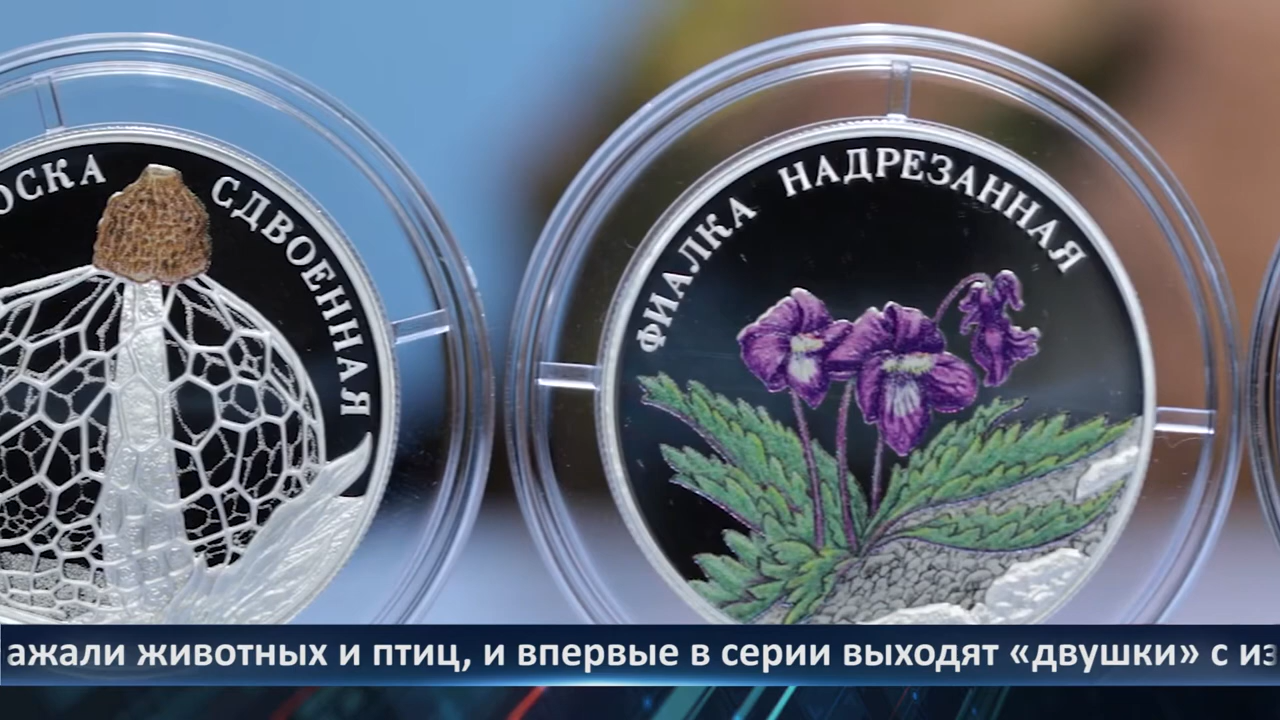 ОСКА СДВОЕННАЯ
ФИАЛКА НАДРЕЗАННАЯ
ажали животных и птиц, и впервые в серии выходят «двушки» с из